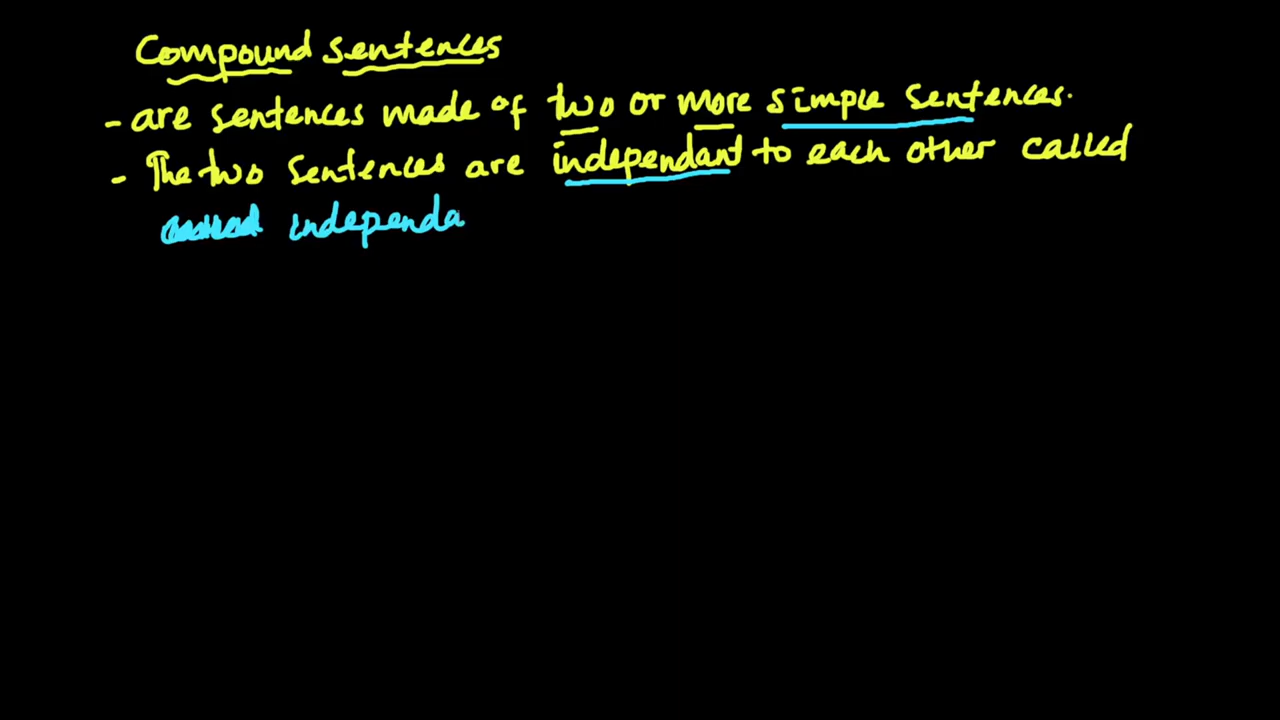 Compound sentences
- are sentences made of two or more simple sentences.
- The two sentences are independant to each other called
independa